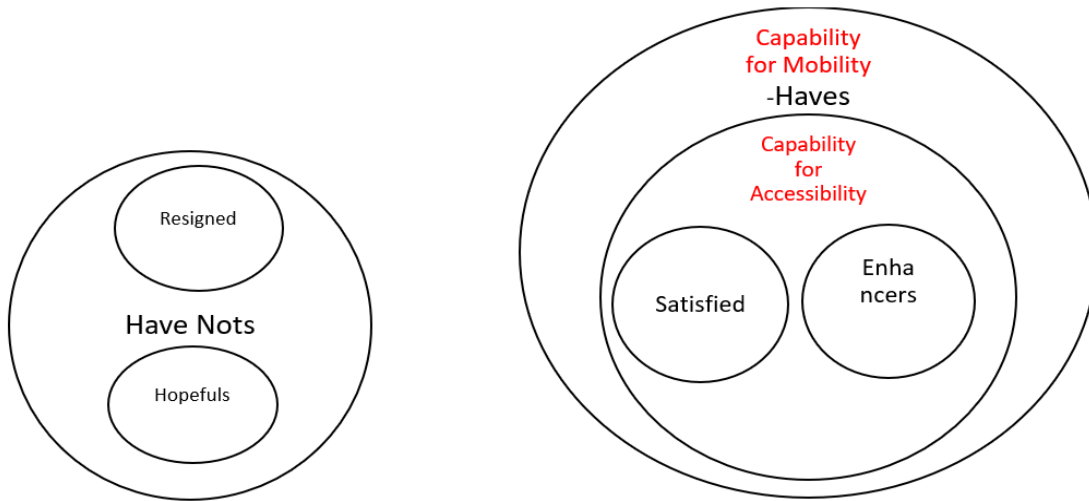 Resigned
Have Nots
Hopefuls
Capability
for Mobility
-Haves
Capability
for
Accessibility
Satisfied
Enha
ncers